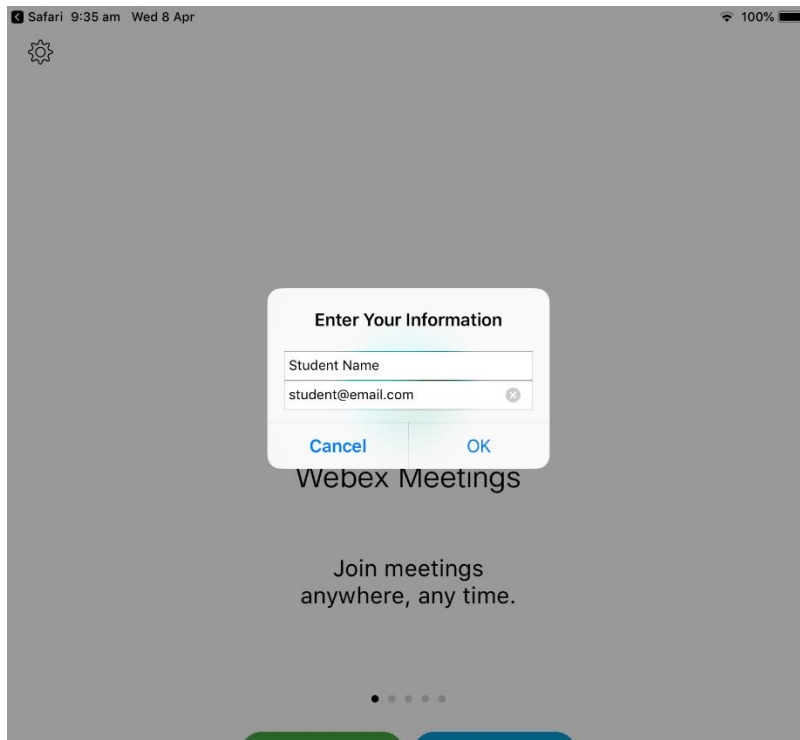 Safari 9:35 am Wed 8 Apr 100%
Enter Your Information
Student Name
student@email.com
Cancel OK
Webex Meetings
Join meetings
anywhere, any time.